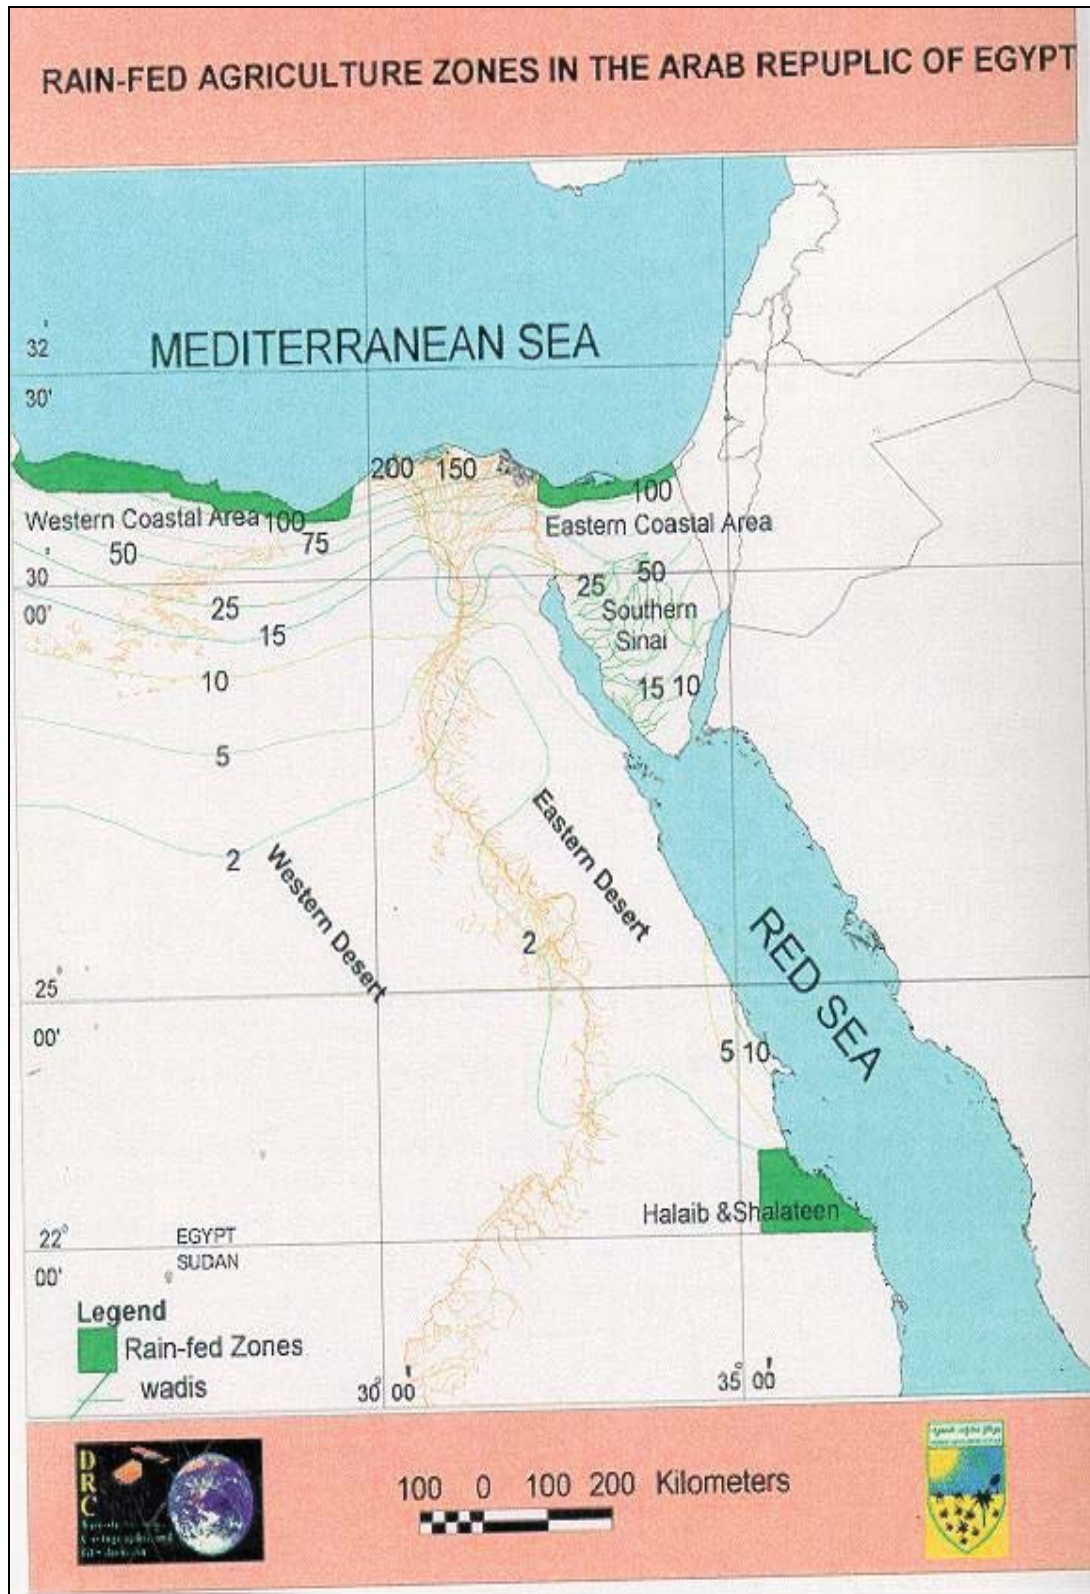 RAIN-FED AGRICULTURE ZONES IN THE ARAB REPUPLIC OF EGYPT
32
30'
MEDITERRANEAN SEA
200 150
100
Western Coastal Area 100
Eastern Coastal Area
50
75
30
00'
25
50
25
Southern
Sinai
15
10
15 10
5
Eastern Desert
2
Western Desert
2
RED SEA
25
00'
5 10
Halaib &Shalateen
22°
00'
EGYPT
SUDAN
Legend
Rain-fed Zones
wadis
30° 00'
35° 00'
DRC
100 0 100 200 Kilometers